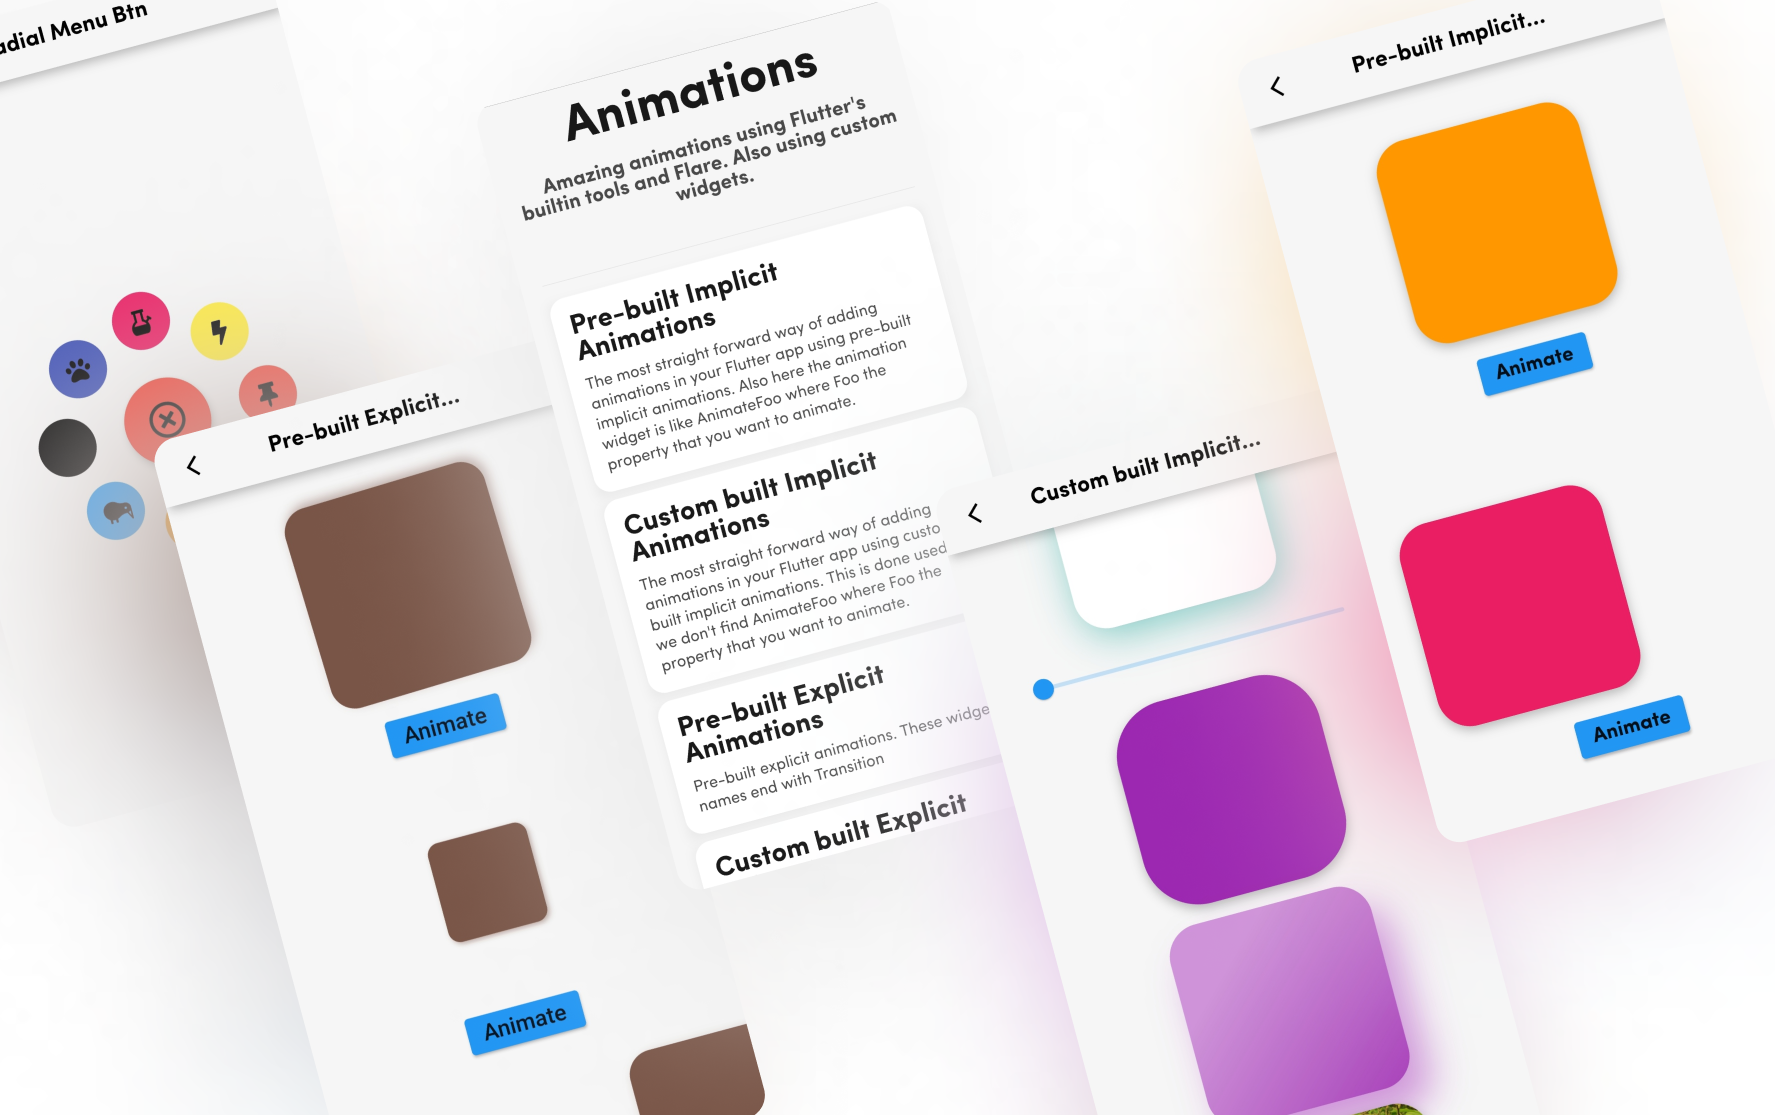 Menu Btn
Pre-built Explicit...
Animate
Animate
Animations
Amazing animations using Flutter's
builtin tools and Flare. Also using custom
widgets.
Pre-built Implicit
Animations
The most straight forward way of adding
animations in your Flutter app using pre-built
implicit animations. Also here the animation
widget is like AnimateFoo where Foo the
property that you want to animate.
Custom built Implicit
Animations
The most straight forward way of adding
animations in your Flutter app using custo
built implicit animations. This is done used
we don't find AnimateFoo where Foo the
property that you want to animate.
Pre-built Explicit
Animations
Pre-built explicit animations. These widge
names end with Transition
Custom built Explicit
Custom built Implicit...
Pre-built Implicit...
Animate
Animate